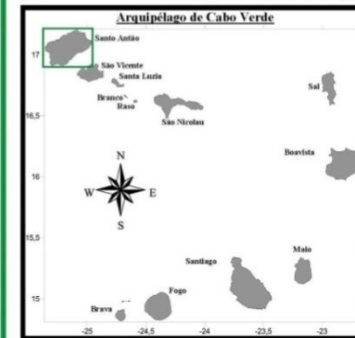 Arquipélago de Cabo Verde
17
Santo Antão
São Vicente
Santa Luzia
Branco
Raso
São Nicolau
Sal
16,5
Boavista
16
N
W E
S
15,5
Santiago
Maio
Fogo
Brava
15
-25 -24,5 -24 -23,5 -23